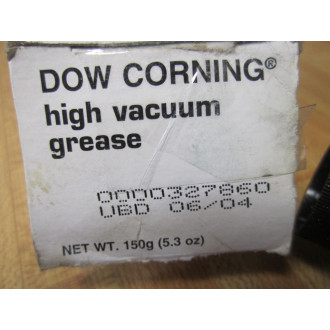 DOW CORNING®
high vacuum
grease
0000327860
UBD 06/04
NET WT. 150g (5.3 oz)